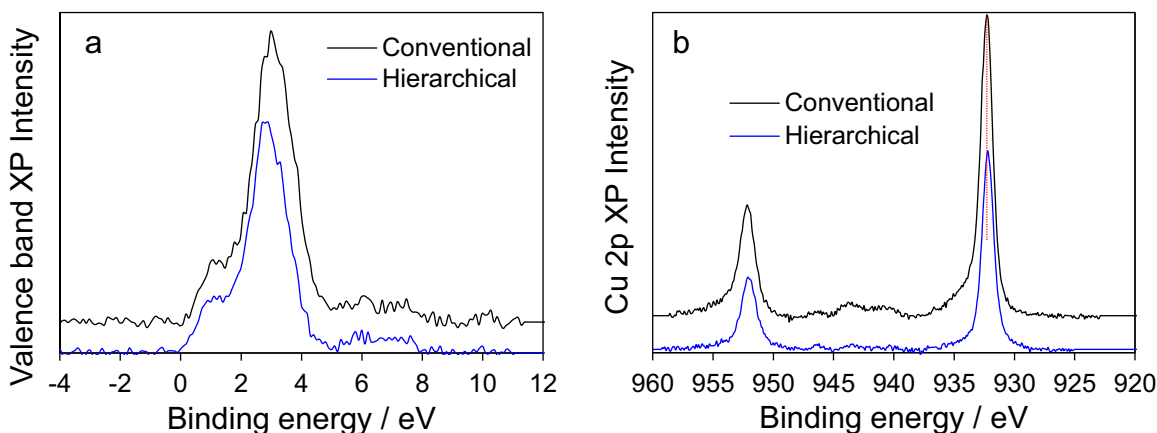 a
Conventional
Hierarchical
Valence band XP Intensity
-4 -2 0 2 4 6 8 10 12
Binding energy / eV
b
Conventional
Hierarchical
Cu 2p XP Intensity
960 955 950 945 940 935 930 925 920
Binding energy / eV